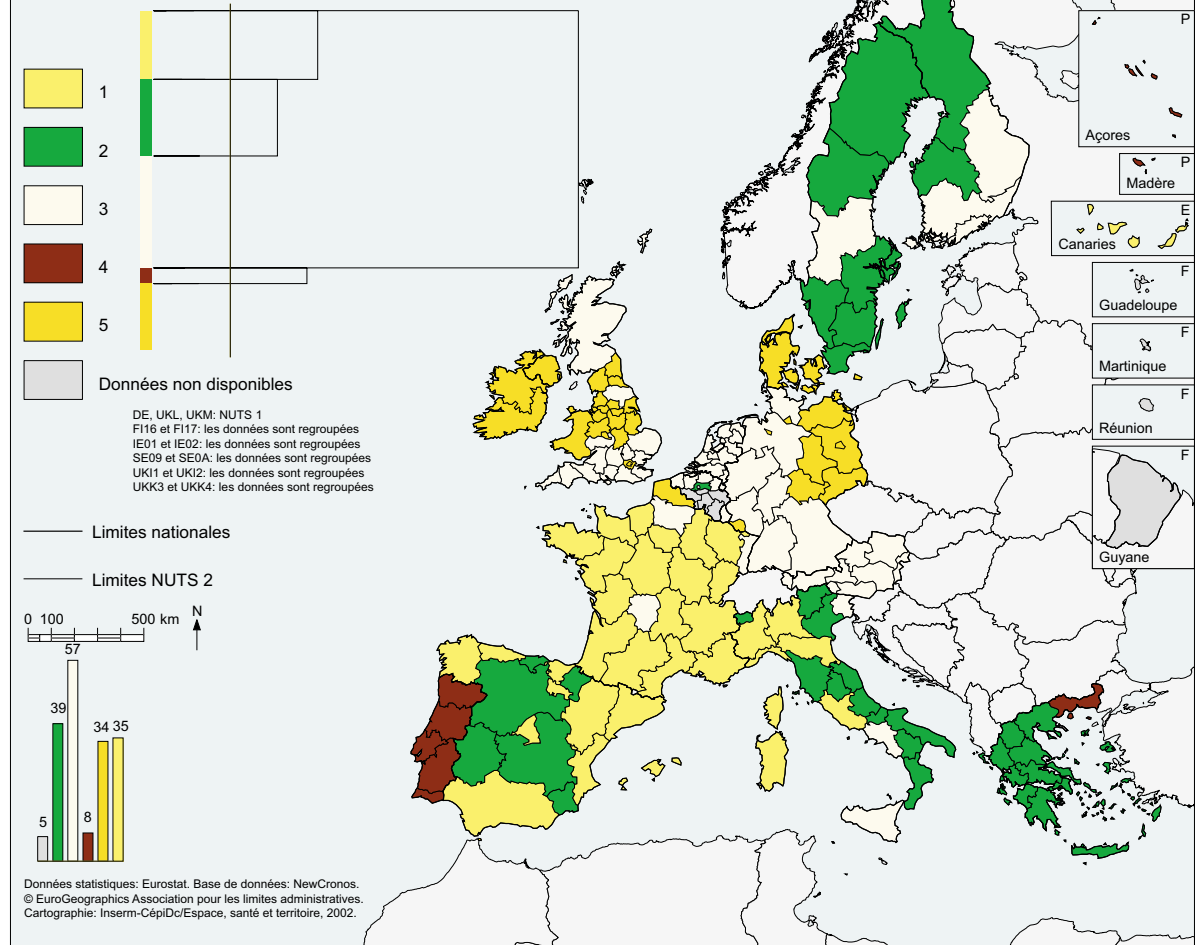 1
2
3
4
5
Données non disponibles
DE, UKL, UKM: NUTS 1
FI16 et FI17: les données sont regroupées
IE01 et IE02: les données sont regroupées
SE09 et SE0A: les données sont regroupées
UKI1 et UKI2: les données sont regroupées
UKK3 et UKK4: les données sont regroupées
Limites nationales
Limites NUTS 2
0 100 500 km
N
57
39
34 35
5
8
Données statistiques: Eurostat. Base de données: NewCronos.
© EuroGeographics Association pour les limites administratives.
Cartographie: Inserm-CépiDc/Espace, santé et territoire, 2002.
P
Açores
P
Madère
E
Canaries
F
Guadeloupe
F
Martinique
F
Réunion
F
Guyane